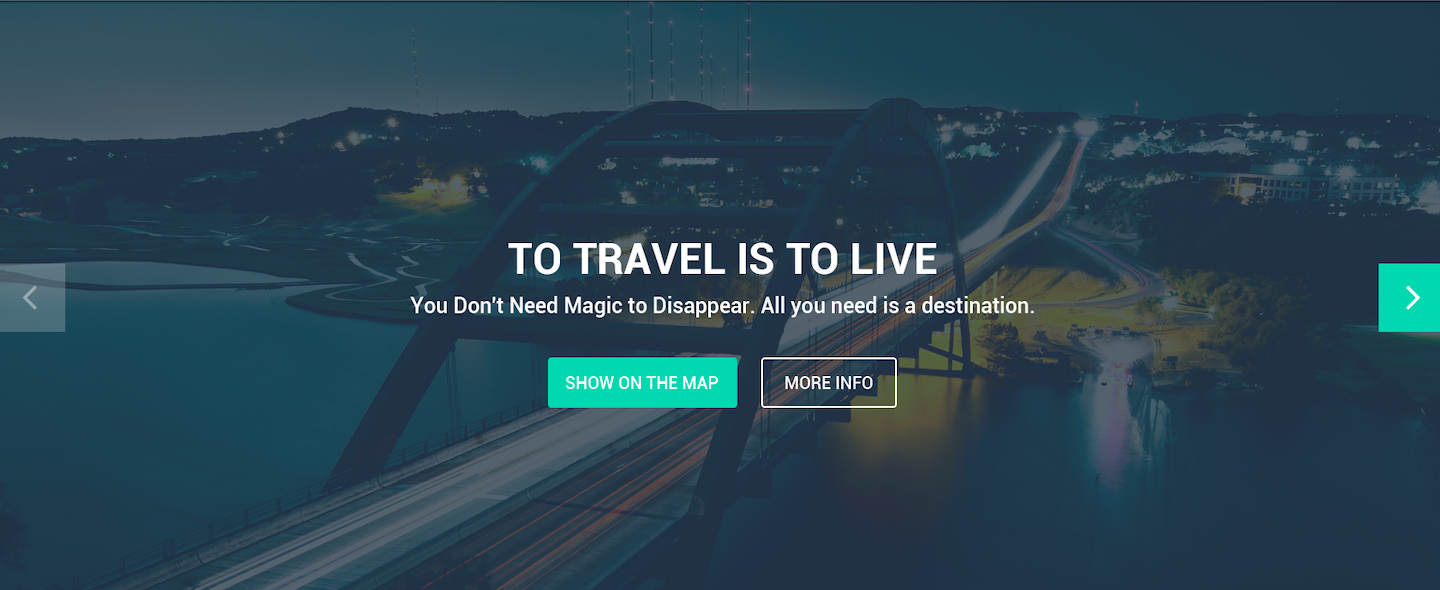 TO TRAVEL IS TO LIVE
You Don't Need Magic to Disappear. All you need is a destination.
SHOW ON THE MAP
MORE INFO